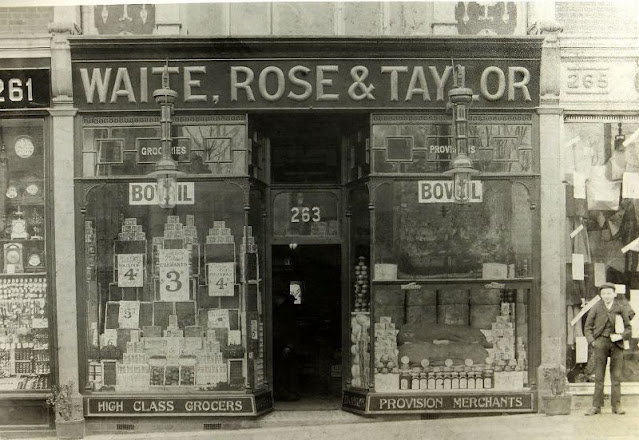 WAITE, ROSE & TAYLOR
261
265
GROCERIES
PROVISIONS
BOVRIL
BOVRIL
263
4
3
4
HIGH CLASS GROCERS
PROVISION MERCHANTS